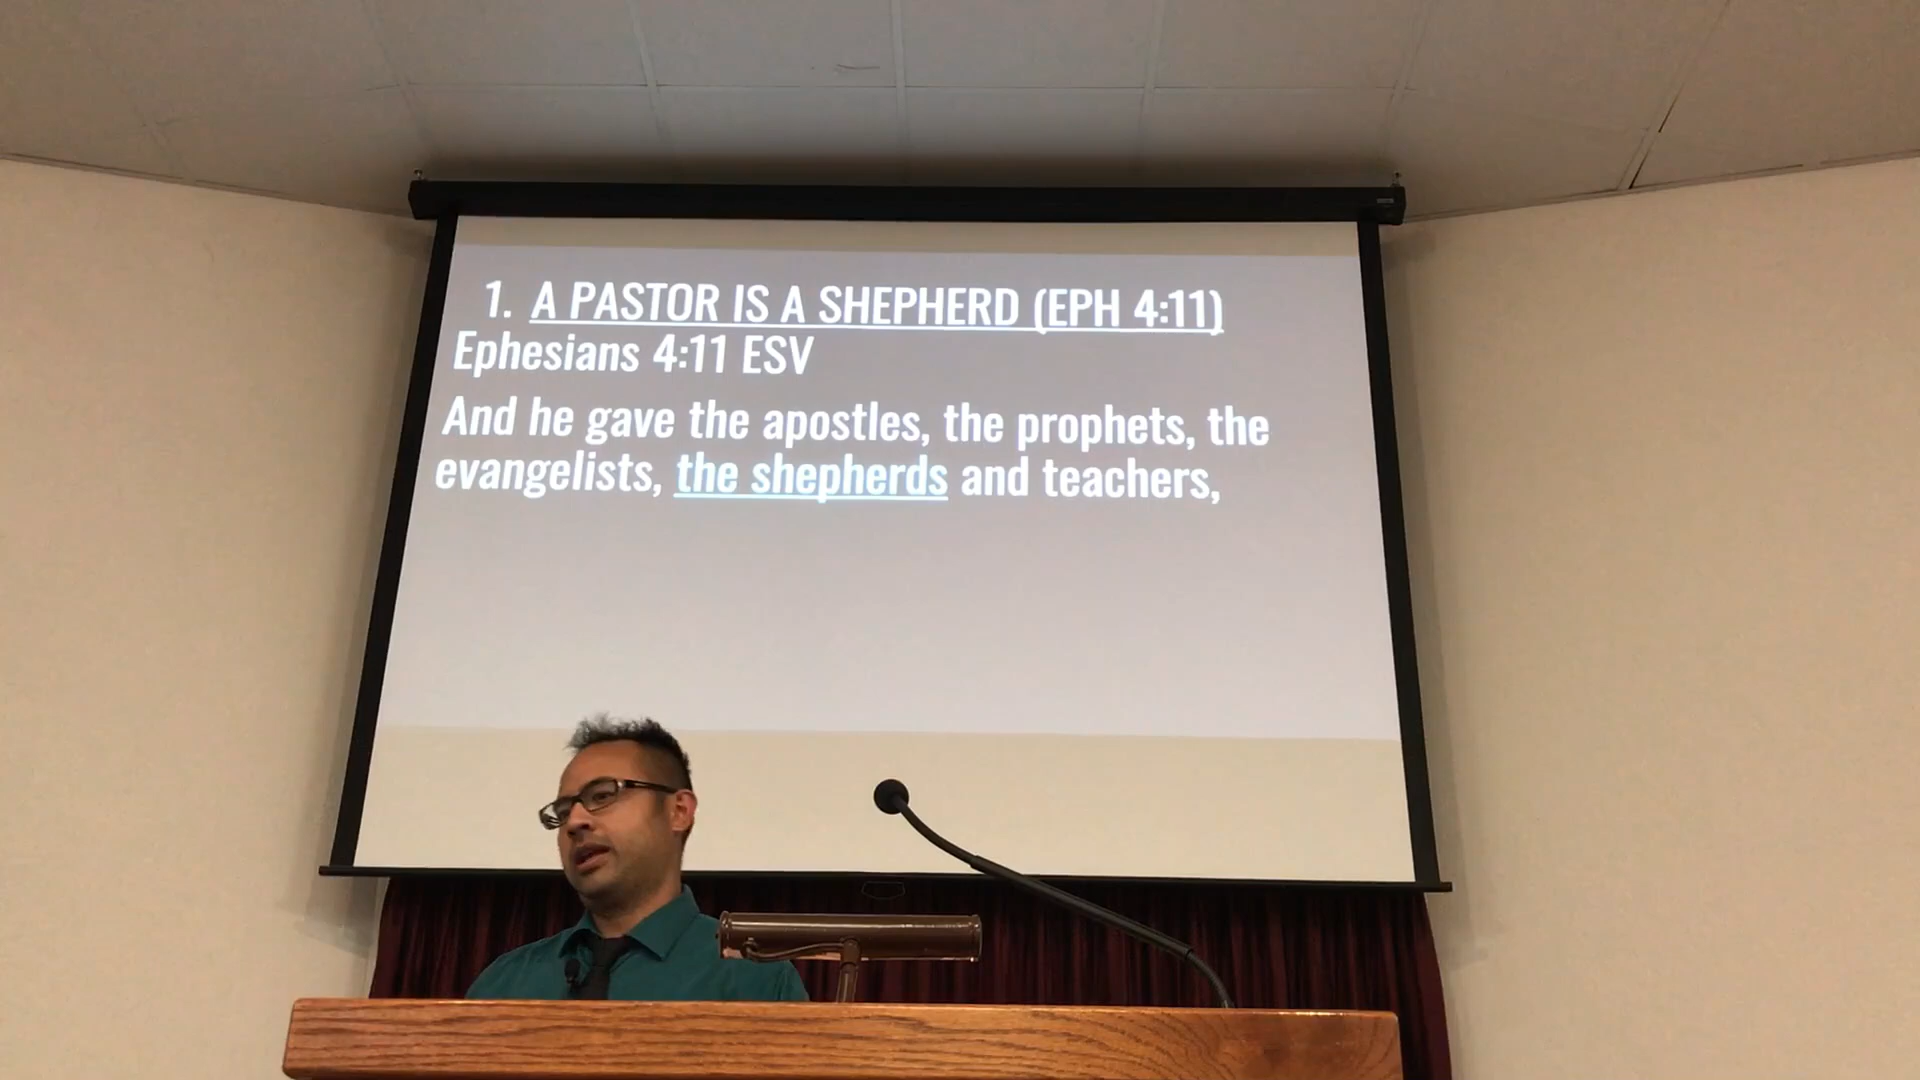 1. A PASTOR IS A SHEPHERD (EPH 4:11)
Ephesians 4:11 ESV
And he gave the apostles, the prophets, the
evangelists, the shepherds and teachers,